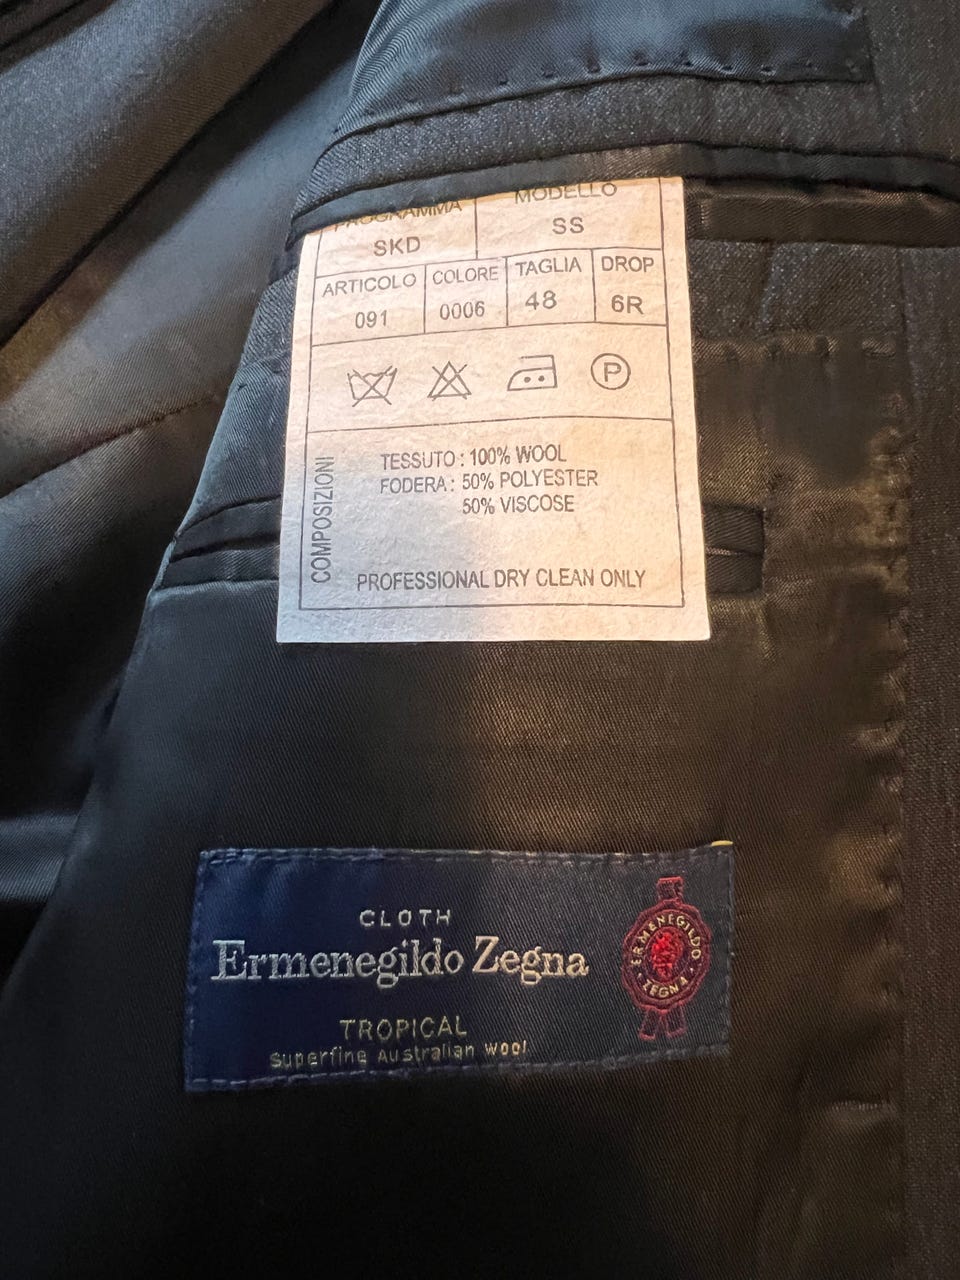 PROGRAMMA MODELLO
SKD SS
ARTICOLO COLORE TAGLIA DROP
091 0006 48 6R
P
TESSUTO : 100% WOOL
FODERA : 50% POLYESTER
50% VISCOSE
COMPOSIZIONI
PROFESSIONAL DRY CLEAN ONLY
CLOTH
Ermenegildo Zegna
TROPICAL
Superfine Australian wool
ERMENEGILDO
ZEGNA